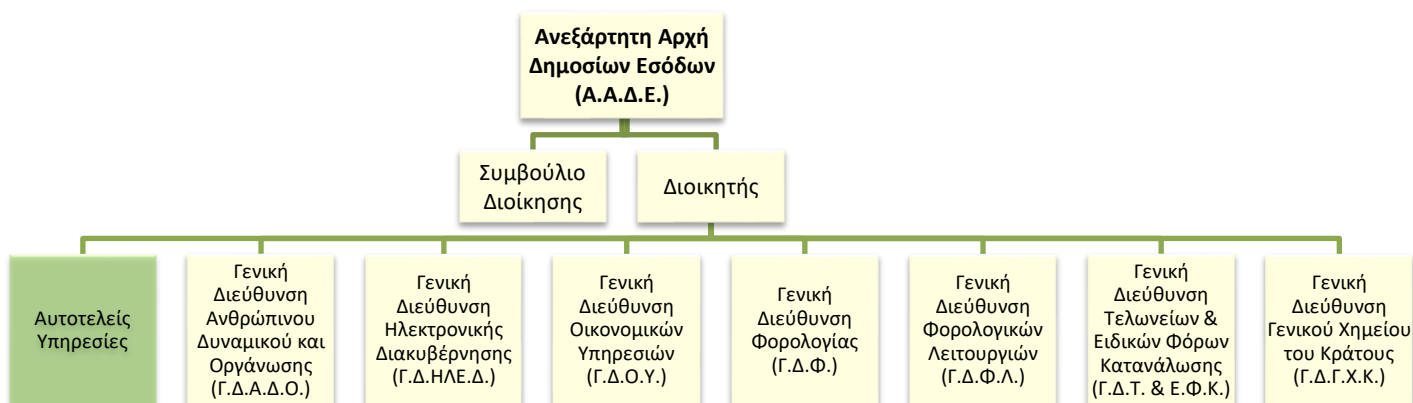 Ανεξάρτητη Αρχή
Δημοσίων Εσόδων
(Α.Α.Δ.Ε.)
Συμβούλιο
Διοίκησης
Διοικητής
Αυτοτελείς
Υπηρεσίες
Γενική
Διεύθυνση
Ανθρώπινου
Δυναμικού και
Οργάνωσης
(Γ.Δ.Α.Δ.Ο.)
Γενική
Διεύθυνση
Ηλεκτρονικής
Διακυβέρνησης
(Γ.Δ.ΗΛΕ.Δ.)
Γενική
Διεύθυνση
Οικονομικών
Υπηρεσιών
(Γ.Δ.Ο.Υ.)
Γενική
Διεύθυνση
Φορολογίας
(Γ.Δ.Φ.)
Γενική
Διεύθυνση
Φορολογικών
Λειτουργιών
(Γ.Δ.Φ.Λ.)
Γενική
Διεύθυνση
Τελωνείων &
Ειδικών Φόρων
Κατανάλωσης
(Γ.Δ.Τ. & Ε.Φ.Κ.)
Γενική
Διεύθυνση
Γενικού Χημείου
του Κράτους
(Γ.Δ.Γ.Χ.Κ.)